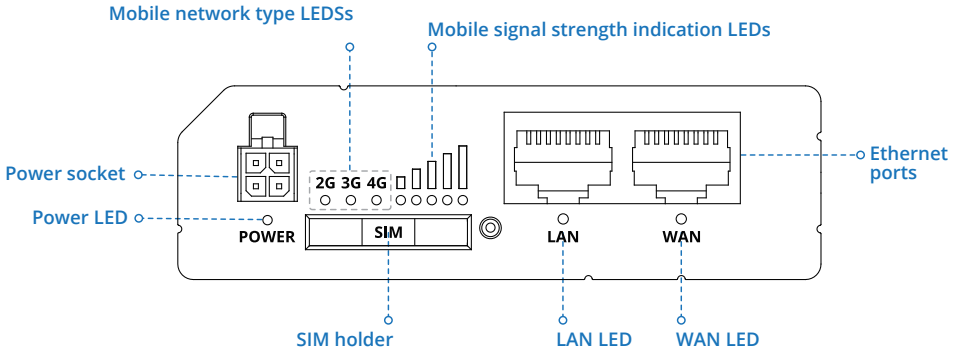 Mobile network type LEDSs
Mobile signal strength indication LEDs
Ethernet
ports
Power socket
2G 3G 4G
Power LED
POWER
SIM
LAN
WAN
SIM holder
LAN LED
WAN LED